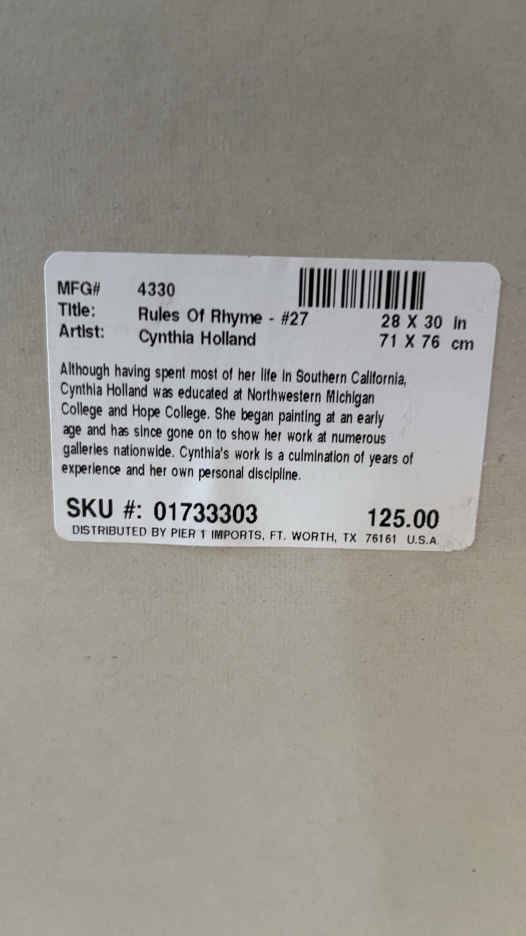 MFG# 4330
Title: Rules Of Rhyme - #27 28 X 30 in
Artist: Cynthia Holland 71 X 76 cm
Although having spent most of her life in Southern California,
Cynthia Holland was educated at Northwestern Michigan
College and Hope College. She began painting at an early
age and has since gone on to show her work at numerous
galleries nationwide. Cynthia's work is a culmination of years of
experience and her own personal discipline.
SKU #: 01733303 125.00
DISTRIBUTED BY PIER 1 IMPORTS, FT. WORTH, TX 76161 U.S.A.